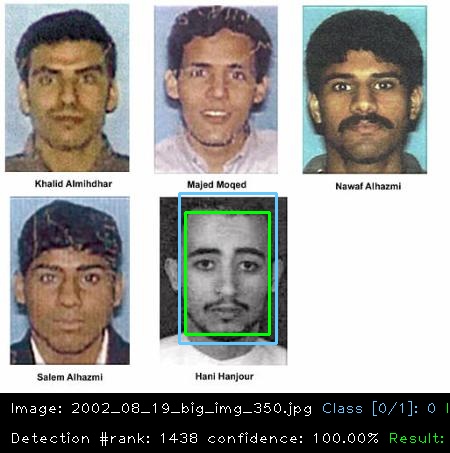 Khalid Almihdhar
Majed Moqed
Nawaf Alhazmi
Salem Alhazmi
Hani Hanjour
Image: 2002_08_19_big_img_350.jpg Class [0/1]: 0
Detection #rank: 1438 confidence: 100.00% Result: